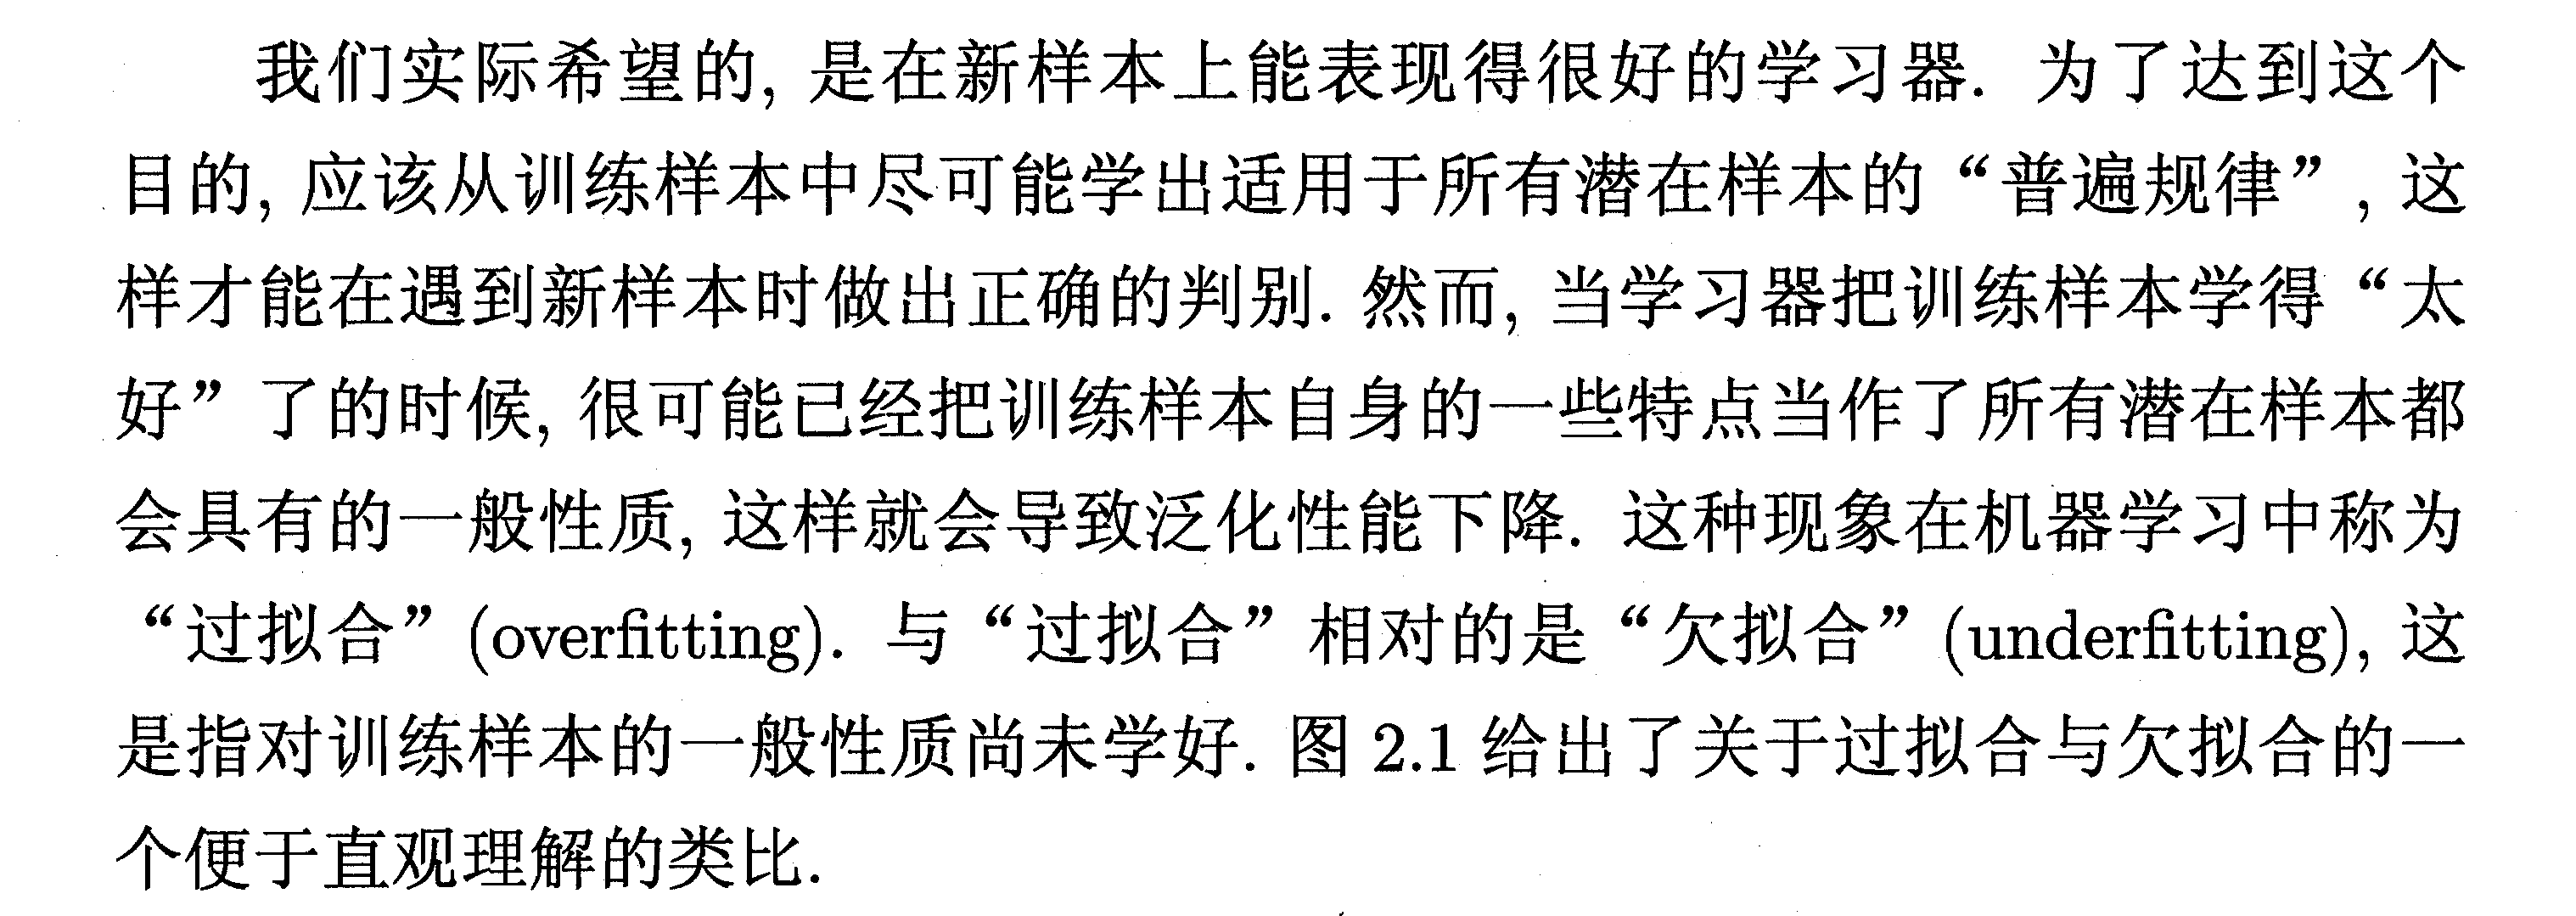 我们实际希望的, 是在新样本上能表现得很好的学习器. 为了达到这个
目的, 应该从训练样本中尽可能学出适用于所有潜在样本的“普遍规律”, 这
样才能在遇到新样本时做出正确的判别. 然而, 当学习器把训练样本学得“太
好”了的时候, 很可能已经把训练样本自身的一些特点当作了所有潜在样本都
会具有的一般性质, 这样就会导致泛化性能下降. 这种现象在机器学习中称为
“过拟合”(overfitting). 与“过拟合”相对的是“欠拟合”(underfitting), 这
是指对训练样本的一般性质尚未学好. 图 2.1 给出了关于过拟合与欠拟合的一
个便于直观理解的类比.